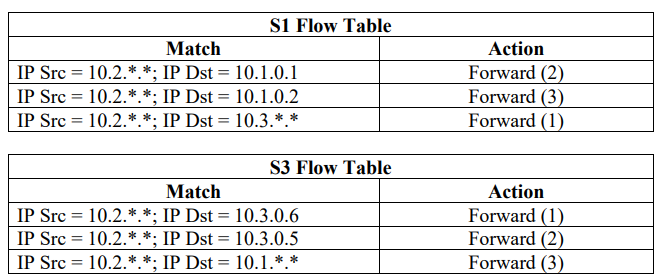 S1 Flow Table
Match Action
IP Src = 10.2.*.*; IP Dst = 10.1.0.1 Forward (2)
IP Src = 10.2.*.*; IP Dst = 10.1.0.2 Forward (3)
IP Src = 10.2.*.*; IP Dst = 10.3.*.* Forward (1)
S3 Flow Table
Match Action
IP Src = 10.2.*.*; IP Dst = 10.3.0.6 Forward (1)
IP Src = 10.2.*.*; IP Dst = 10.3.0.5 Forward (2)
IP Src = 10.2.*.*; IP Dst = 10.1.*.* Forward (3)